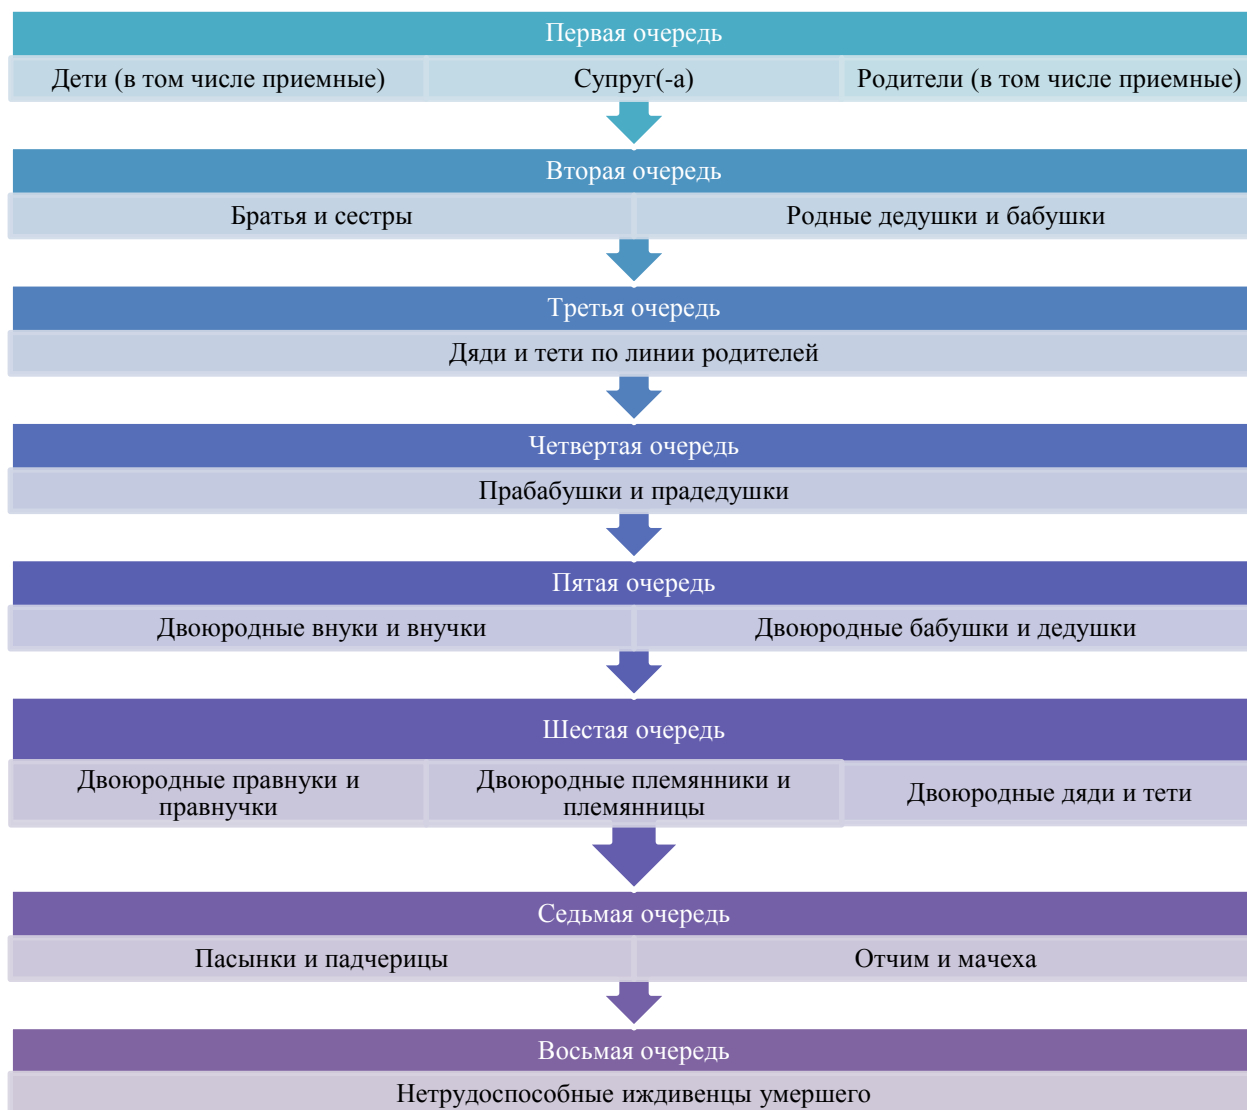 Первая очередь
Дети (в том числе приемные)
Супруг(-а)
Родители (в том числе приемные)
Вторая очередь
Братья и сестры
Родные дедушки и бабушки
Третья очередь
Дяди и тети по линии родителей
Четвертая очередь
Прабабушки и прадедушки
Пятая очередь
Двоюродные внуки и внучки
Двоюродные бабушки и дедушки
Шестая очередь
Двоюродные правнуки и
правнучки
Двоюродные племянники и
племянницы
Двоюродные дяди и тети
Седьмая очередь
Пасынки и падчерицы
Отчим и мачеха
Восьмая очередь
Нетрудоспособные иждивенцы умершего